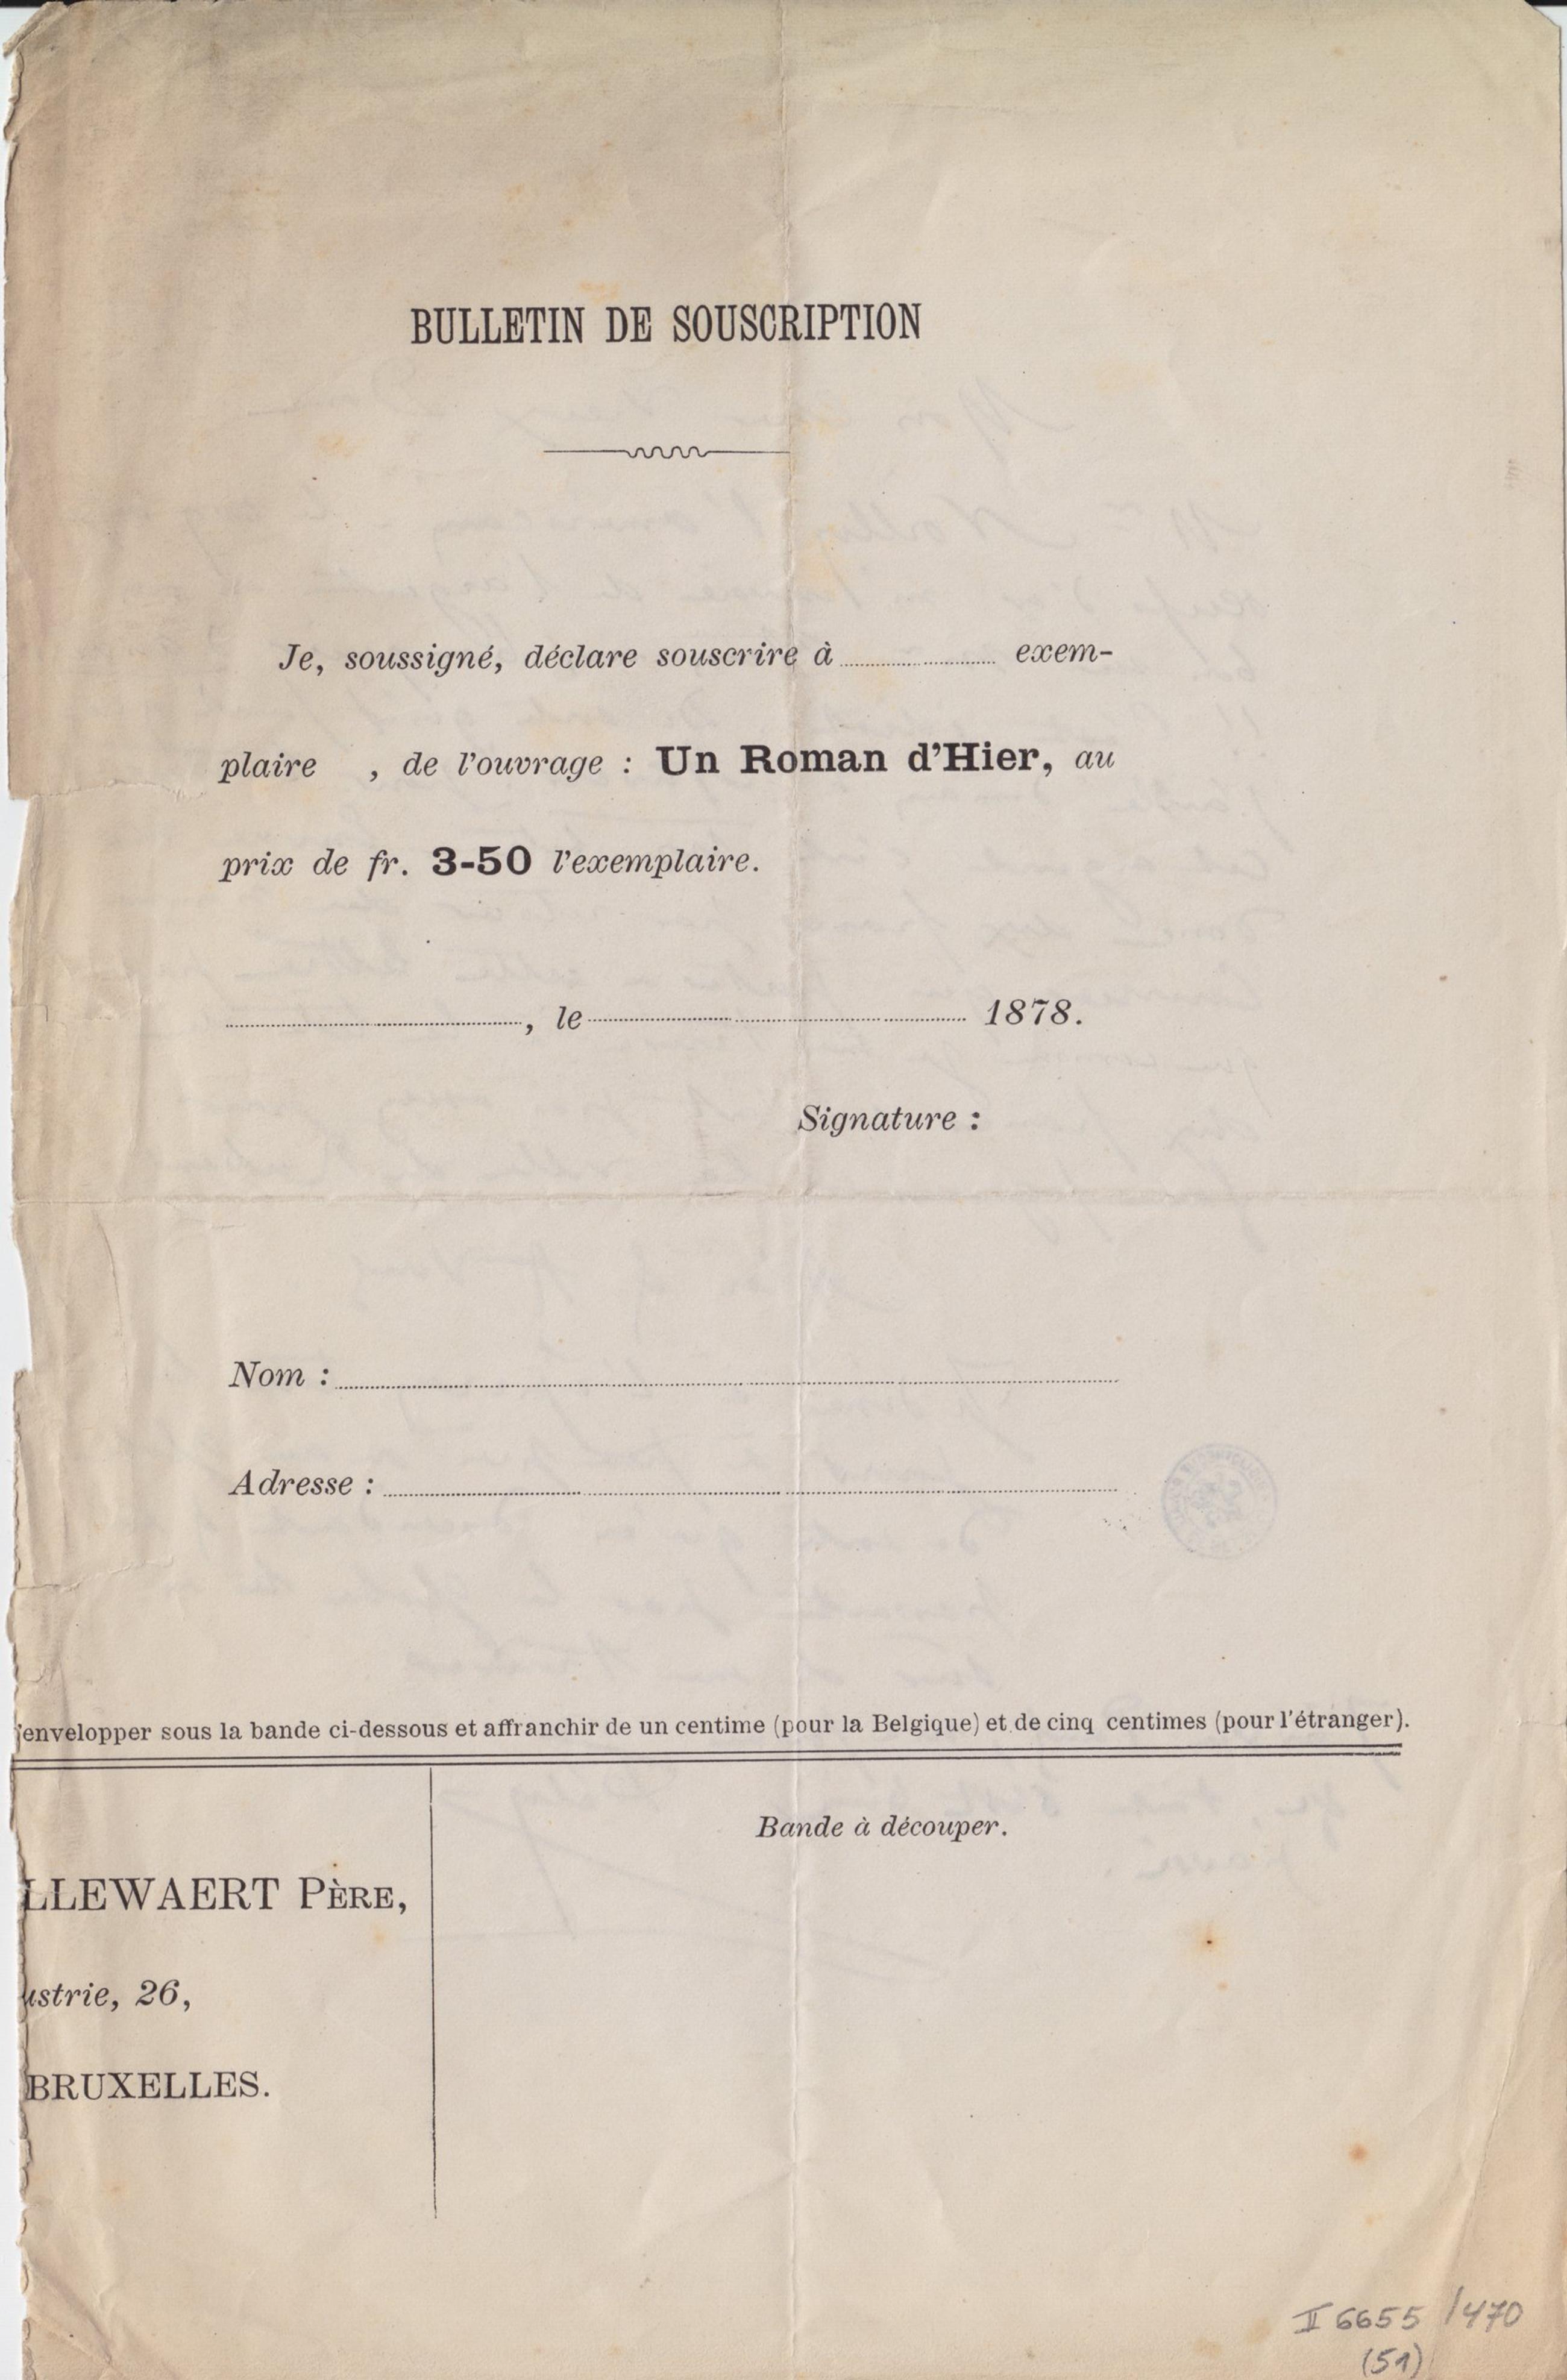 BULLETIN DE SOUSCRIPTION
Je, soussigné, déclare souscrire à ............ exem-
plaire , de l'ouvrage : Un Roman d'Hier, au
prix de fr. 3-50 l'exemplaire.
............, le ............ 1878.
Signature :
Nom : ............
Adresse : ............
envelopper sous la bande ci-dessous et affranchir de un centime (pour la Belgique) et de cinq centimes (pour l'étranger).
Bande à découper.
LLEWAERT PÈRE,
ustrie, 26,
BRUXELLES.
II 6655 / 470
(51)